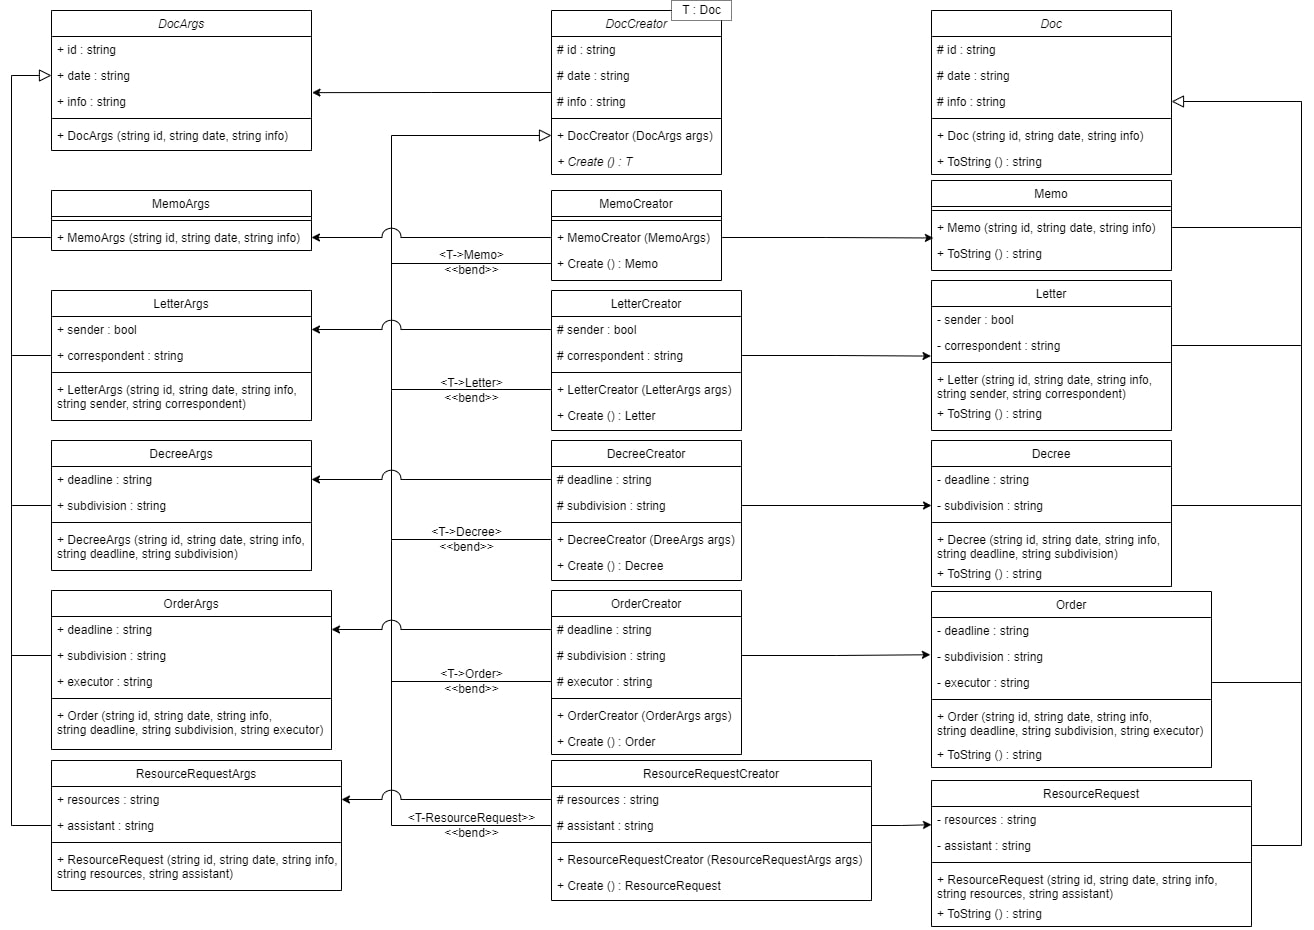 DocArgs
+ id : string
+ date : string
+ info : string
+ DocArgs (string id, string date, string info)
T : Doc
DocCreator
# id : string
# date : string
# info : string
+ DocCreator (DocArgs args)
+ Create () : T
Doc
# id : string
# date : string
# info : string
+ Doc (string id, string date, string info)
+ ToString () : string
MemoArgs
+ MemoArgs (string id, string date, string info)
<T->Memo>
<<bend>>
MemoCreator
+ MemoCreator (MemoArgs)
+ Create () : Memo
Memo
+ Memo (string id, string date, string info)
+ ToString () : string
LetterArgs
+ sender : bool
+ correspondent : string
+ LetterArgs (string id, string date, string info,
string sender, string correspondent)
<T->Letter>
<<bend>>
LetterCreator
# sender : bool
# correspondent : string
+ LetterCreator (LetterArgs args)
+ Create () : Letter
Letter
- sender : bool
- correspondent : string
+ Letter (string id, string date, string info,
string sender, string correspondent)
+ ToString () : string
DecreeArgs
+ deadline : string
+ subdivision : string
+ DecreeArgs (string id, string date, string info,
string deadline, string subdivision)
<T->Decree>
<<bend>>
DecreeCreator
# deadline : string
# subdivision : string
+ DecreeCreator (DreeArgs args)
+ Create () : Decree
Decree
- deadline : string
- subdivision : string
+ Decree (string id, string date, string info,
string deadline, string subdivision)
+ ToString () : string
OrderArgs
+ deadline : string
+ subdivision : string
+ executor : string
+ Order (string id, string date, string info,
string deadline, string subdivision, string executor)
<T->Order>
<<bend>>
OrderCreator
# deadline : string
# subdivision : string
# executor : string
+ OrderCreator (OrderArgs args)
+ Create () : Order
Order
- deadline : string
- subdivision : string
- executor : string
+ Order (string id, string date, string info,
string deadline, string subdivision, string executor)
+ ToString () : string
ResourceRequestArgs
+ resources : string
+ assistant : string
+ ResourceRequest (string id, string date, string info,
string resources, string assistant)
<T-ResourceRequest>>
<<bend>>
ResourceRequestCreator
# resources : string
# assistant : string
+ ResourceRequestCreator (ResourceRequestArgs args)
+ Create () : ResourceRequest
ResourceRequest
- resources : string
- assistant : string
+ ResourceRequest (string id, string date, string info,
string resources, string assistant)
+ ToString () : string